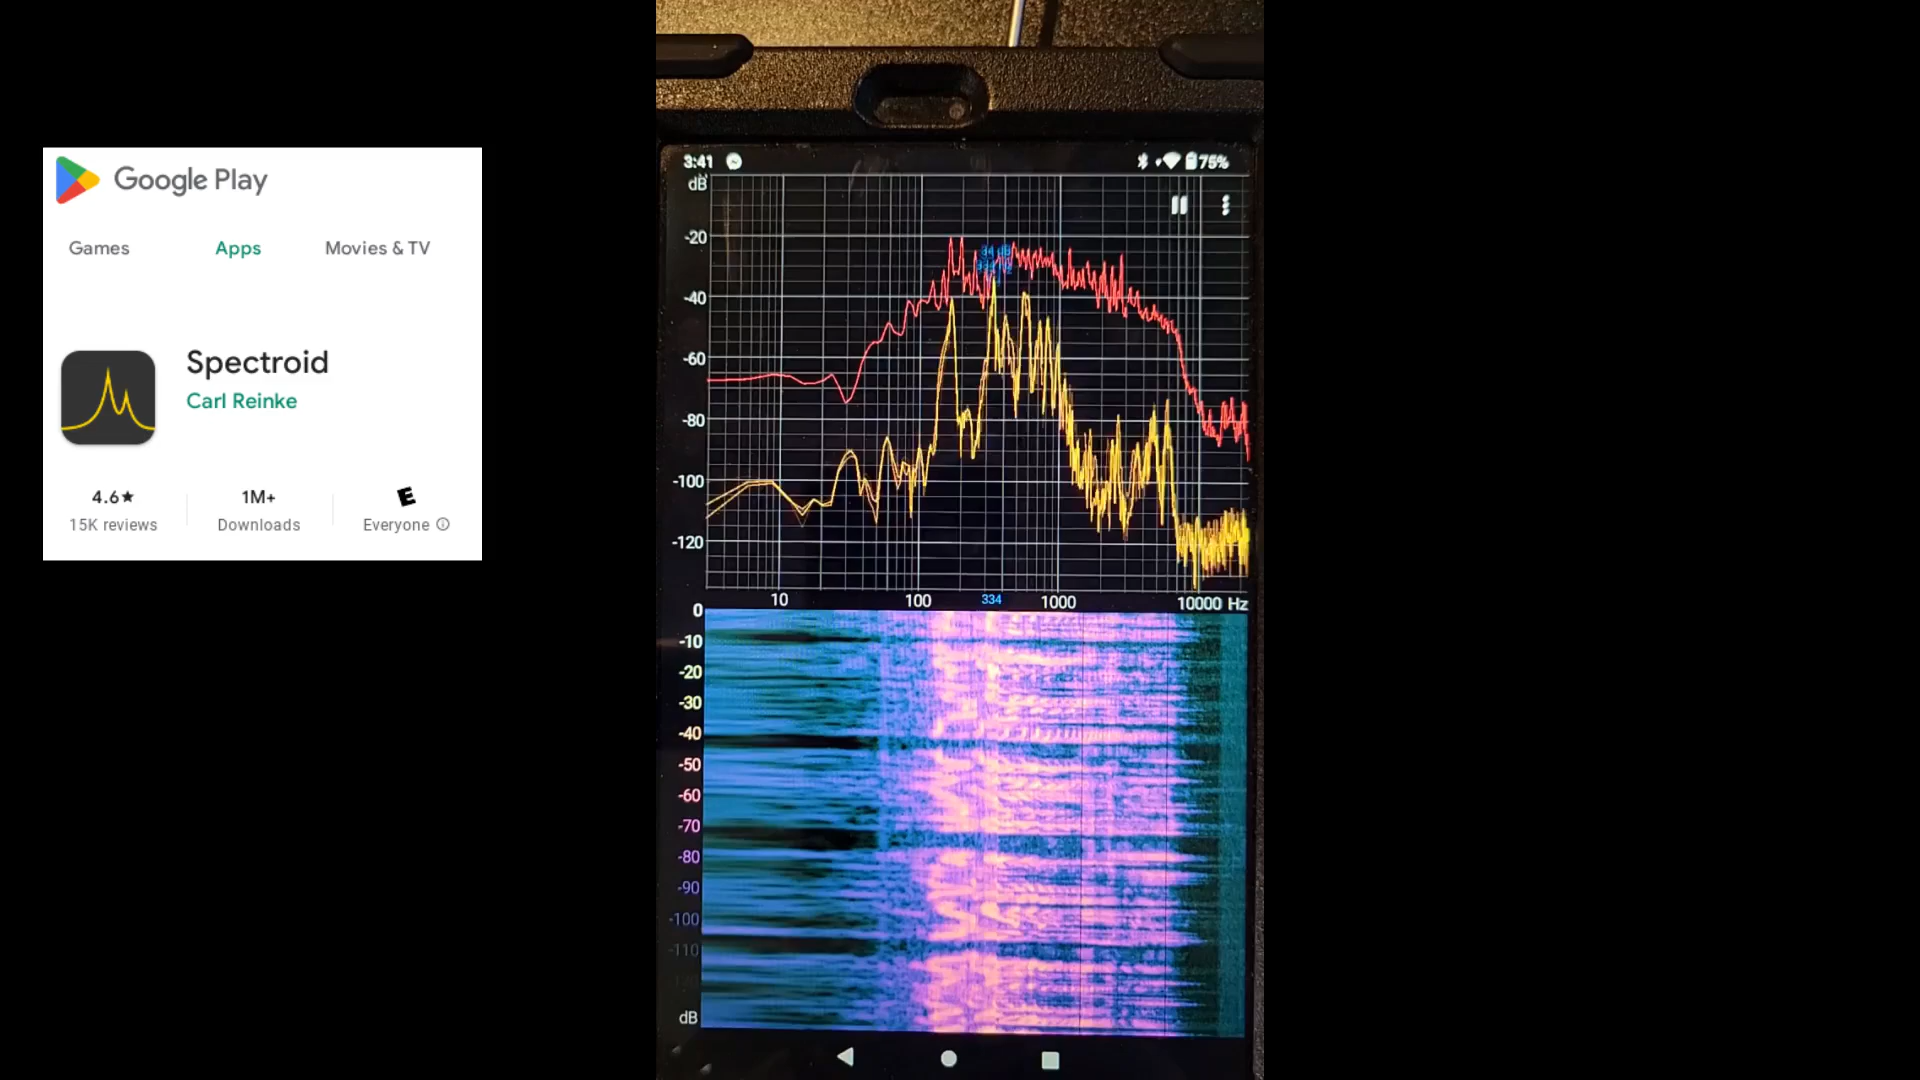 Google Play
Games Apps Movies & TV
Spectroid
Carl Reinke
4.6★ 1M+ E
15K reviews Downloads Everyone
3:41 75%
dB
-20
-40
-60
-80
-100
-120
10 100 334 1000 10000 Hz
0
-10
-20
-30
-40
-50
-60
-70
-80
-90
-100
-110
dB